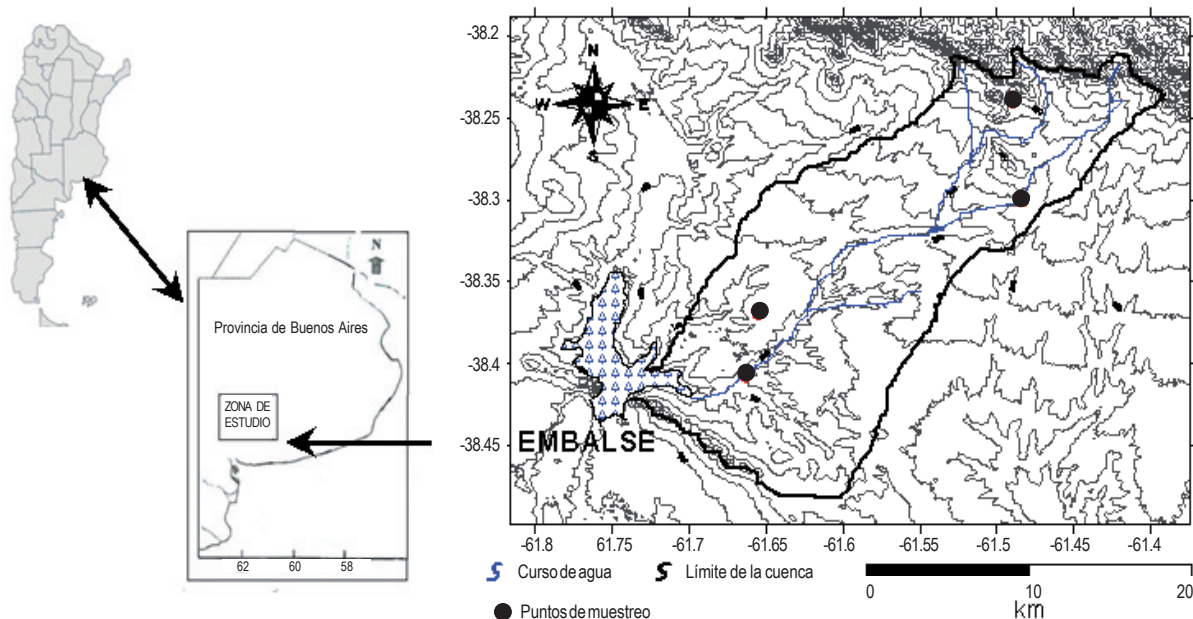 N
Provincia de Buenos Aires
ZONA DE
ESTUDIO
62 60 58
-38.2
-38.25
-38.3
-38.35
-38.4
-38.45
N
W E
S
EMBALSE
-61.8 -61.75 -61.7 -61.65 -61.6 -61.55 -61.5 -61.45 -61.4
Curso de agua
Límite de la cuenca
Puntos de muestreo
0 10 20
km